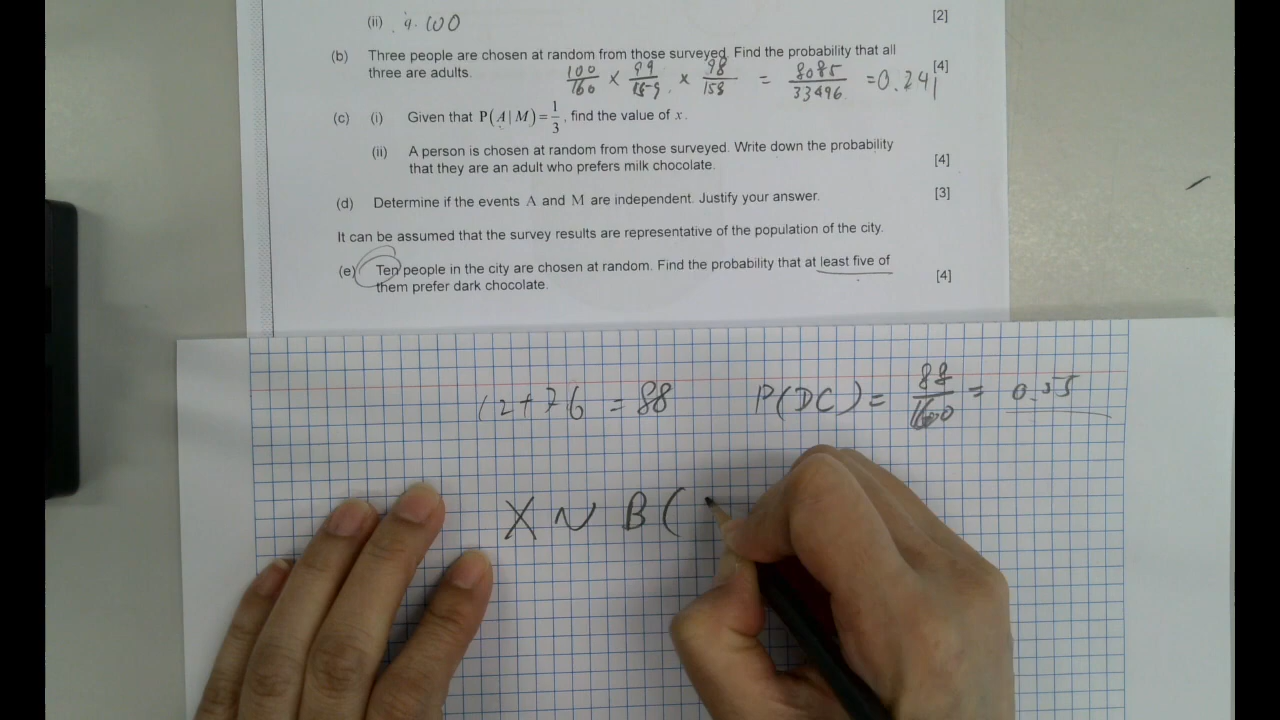 (ii) 4. 100 [2]
(b) Three people are chosen at random from those surveyed. Find the probability that all
three are adults. [4]
100/160 × 99/159 × 98/158 = 8085/33496 = 0.241
(c) (i) Given that P(A|M) = 1/3, find the value of x.
(ii) A person is chosen at random from those surveyed. Write down the probability
that they are an adult who prefers milk chocolate. [4]
(d) Determine if the events A and M are independent. Justify your answer. [3]
It can be assumed that the survey results are representative of the population of the city.
(e) Ten people in the city are chosen at random. Find the probability that at least five of
them prefer dark chocolate. [4]
12+76 = 88 P(DC) = 88/160 = 0.55
X ~ B(